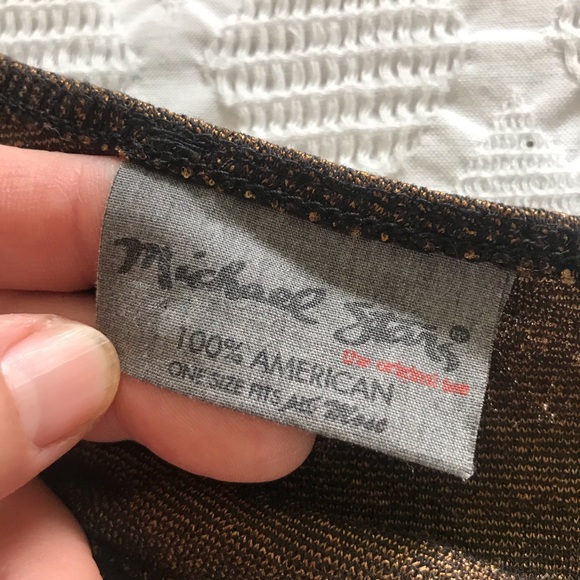 Michael Stars
the original tee
100% AMERICAN
ONE SIZE FITS ALL Most